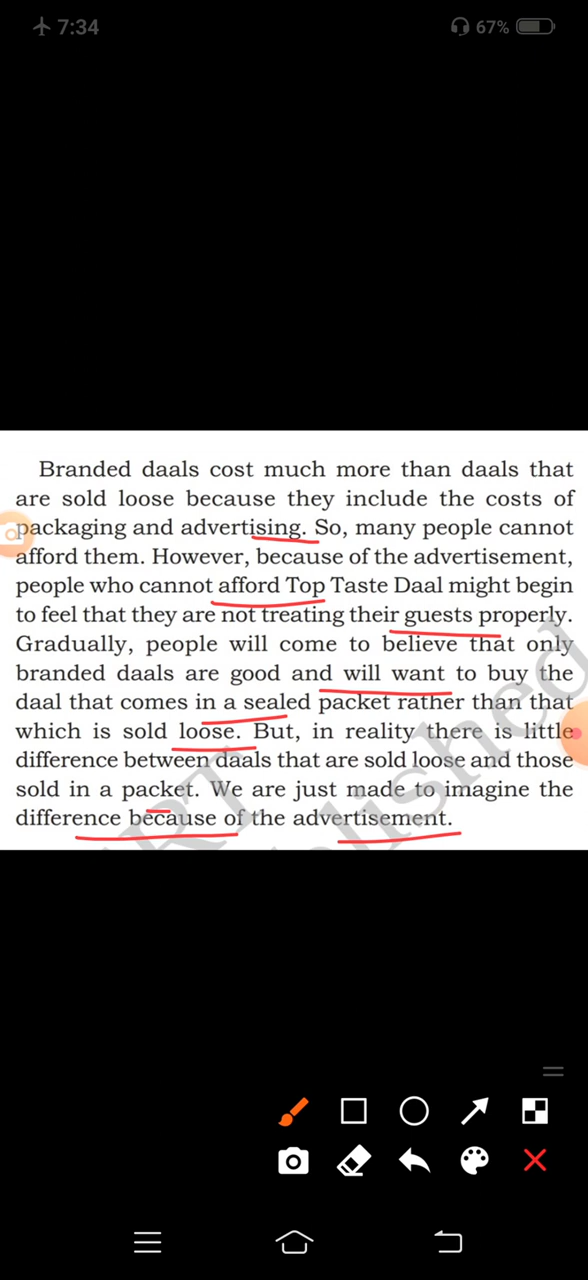 7:34
67%
Branded daals cost much more than daals that
are sold loose because they include the costs of
packaging and advertising. So, many people cannot
afford them. However, because of the advertisement,
people who cannot afford Top Taste Daal might begin
to feel that they are not treating their guests properly.
Gradually, people will come to believe that only
branded daals are good and will want to buy the
daal that comes in a sealed packet rather than that
which is sold loose. But, in reality there is little
difference between daals that are sold loose and those
sold in a packet. We are just made to imagine the
difference because of the advertisement.